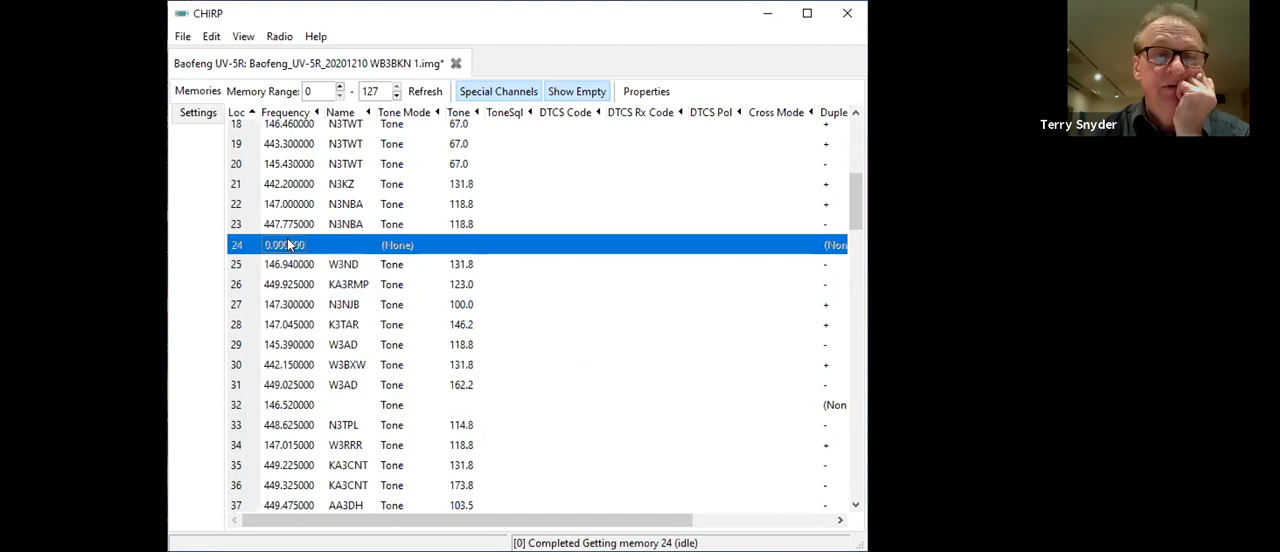 CHIRP
File Edit View Radio Help
Baofeng UV-5R: Baofeng_UV-5R_20201210 WB3BKN 1.img*
Memories Memory Range: 0 - 127 Refresh Special Channels Show Empty Properties
Settings
Loc Frequency Name Tone Mode Tone ToneSql DTCS Code DTCS Rx Code DTCS Pol Cross Mode Duple
18 146.460000 N3TWT Tone 67.0 +
19 443.300000 N3TWT Tone 67.0 +
20 145.430000 N3TWT Tone 67.0 -
21 442.200000 N3KZ Tone 131.8 +
22 147.000000 N3NBA Tone 118.8 +
23 447.775000 N3NBA Tone 118.8 -
24 0.000000 (None) (Non
25 146.940000 W3ND Tone 131.8 -
26 449.925000 KA3RMP Tone 123.0 -
27 147.300000 N3NJB Tone 100.0 +
28 147.045000 K3TAR Tone 146.2 +
29 145.390000 W3AD Tone 118.8 -
30 442.150000 W3BXW Tone 131.8 +
31 449.025000 W3AD Tone 162.2 -
32 146.520000 Tone (Non
33 448.625000 N3TPL Tone 114.8 -
34 147.015000 W3RRR Tone 118.8 +
35 449.225000 KA3CNT Tone 131.8 -
36 449.325000 KA3CNT Tone 173.8 -
37 449.475000 AA3DH Tone 103.5 -
[0] Completed Getting memory 24 (idle)
Terry Snyder